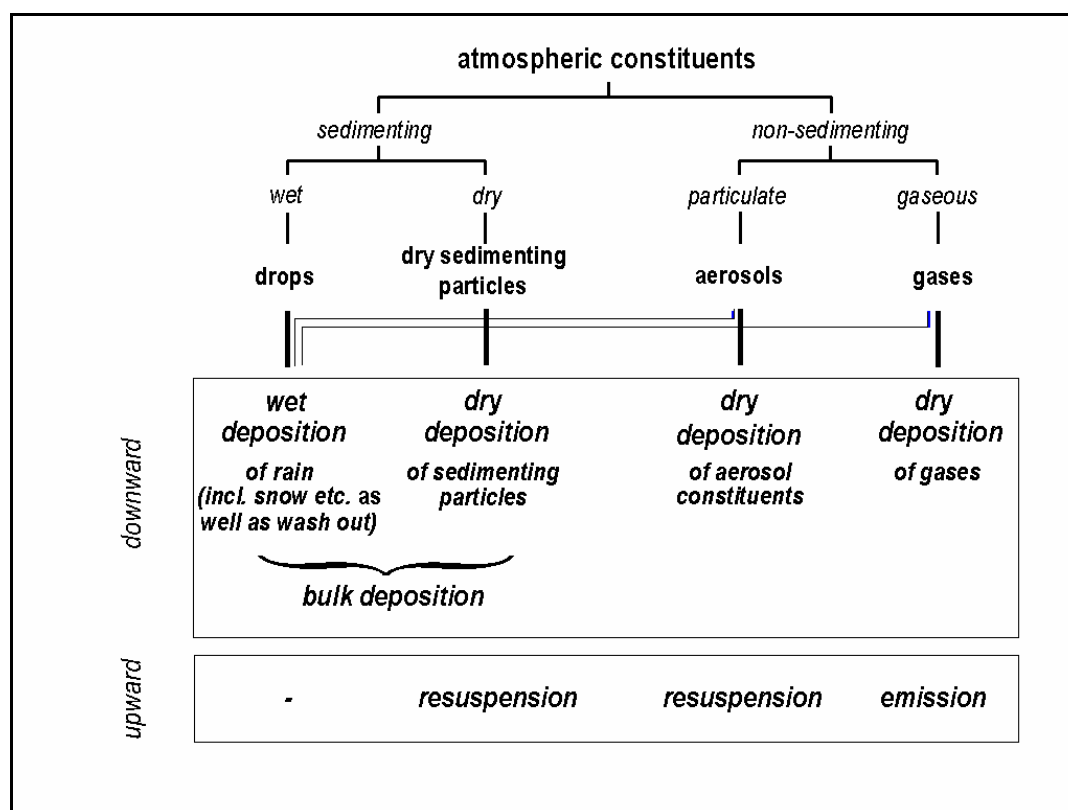 atmospheric constituents
sedimenting
non-sedimenting
wet
dry
particulate
gaseous
drops
dry sedimenting
particles
aerosols
gases
downward
wet
deposition
of rain
(incl. snow etc. as
well as wash out)
dry
deposition
of sedimenting
particles
bulk deposition
dry
deposition
of aerosol
constituents
dry
deposition
of gases
upward
-
resuspension
resuspension
emission